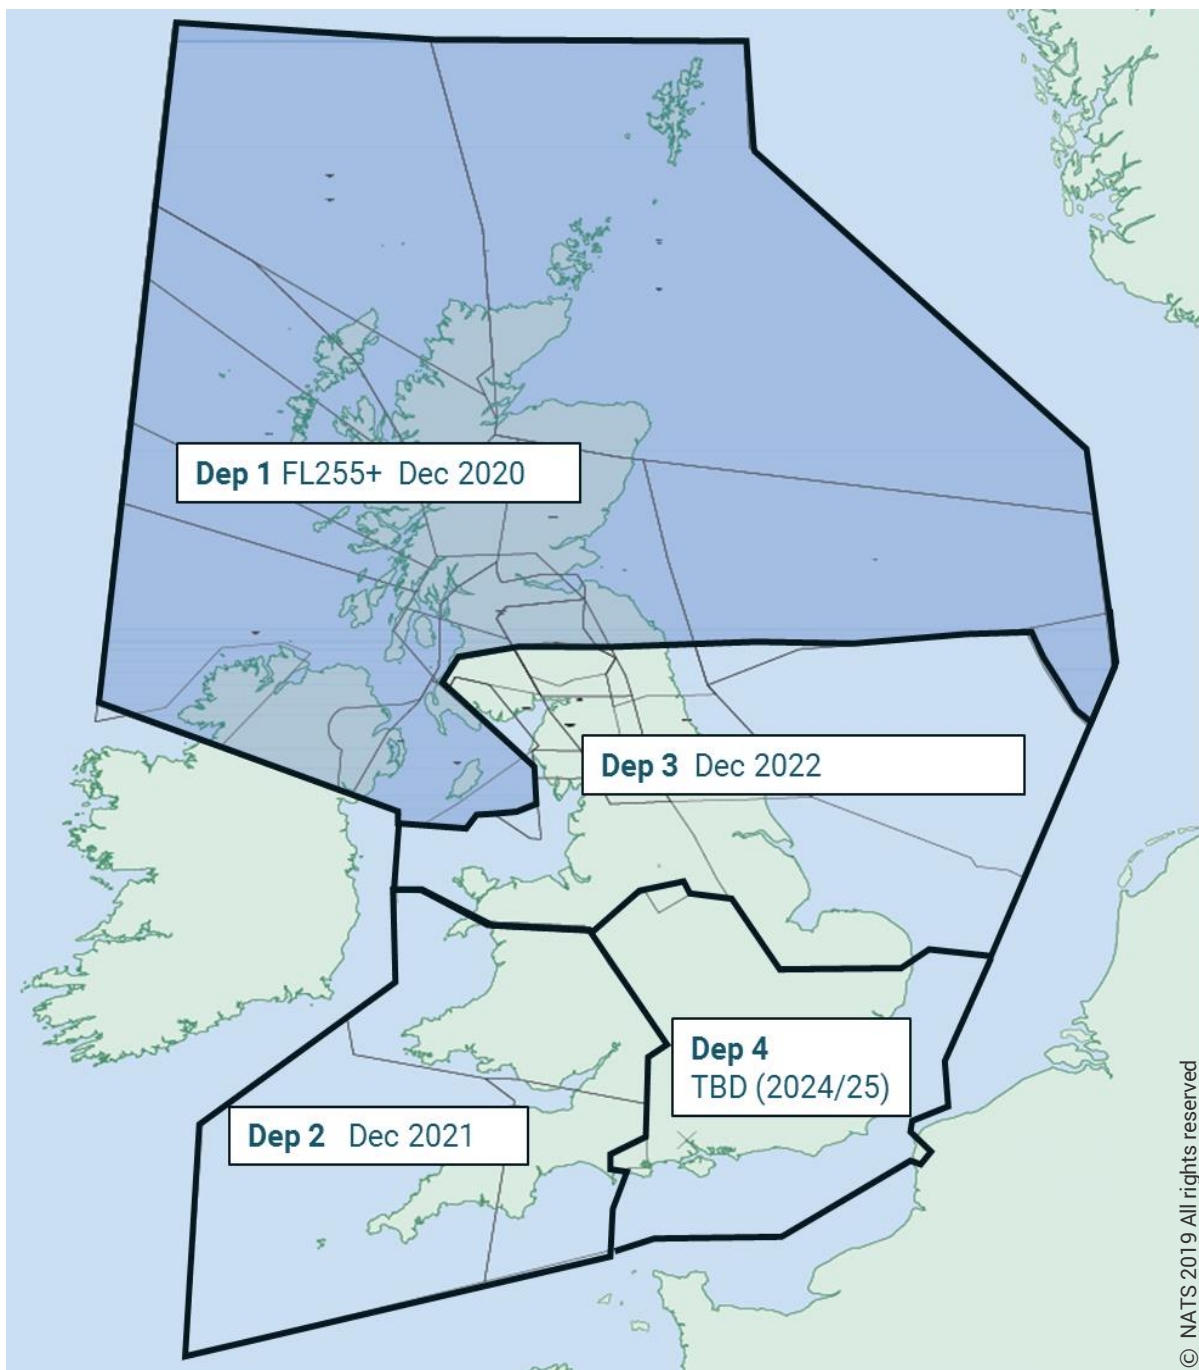 Dep 1 FL255+ Dec 2020
Dep 3 Dec 2022
Dep 4
TBD (2024/25)
Dep 2 Dec 2021
© NATS 2019 All rights reserved